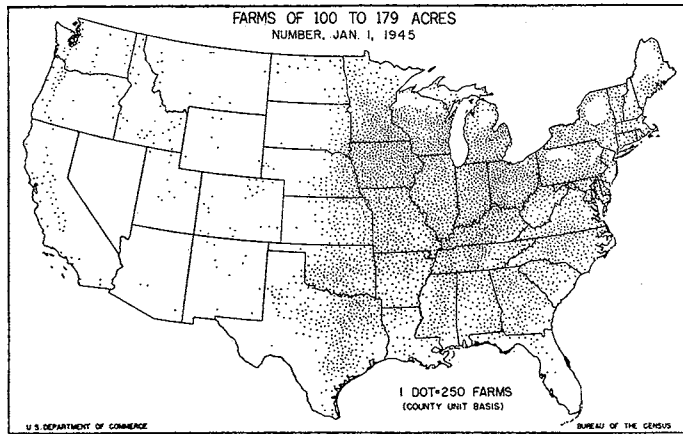 FARMS OF 100 TO 179 ACRES
NUMBER, JAN. 1, 1945
1 DOT=250 FARMS
(COUNTY UNIT BASIS)
U.S. DEPARTMENT OF COMMERCE
BUREAU OF THE CENSUS